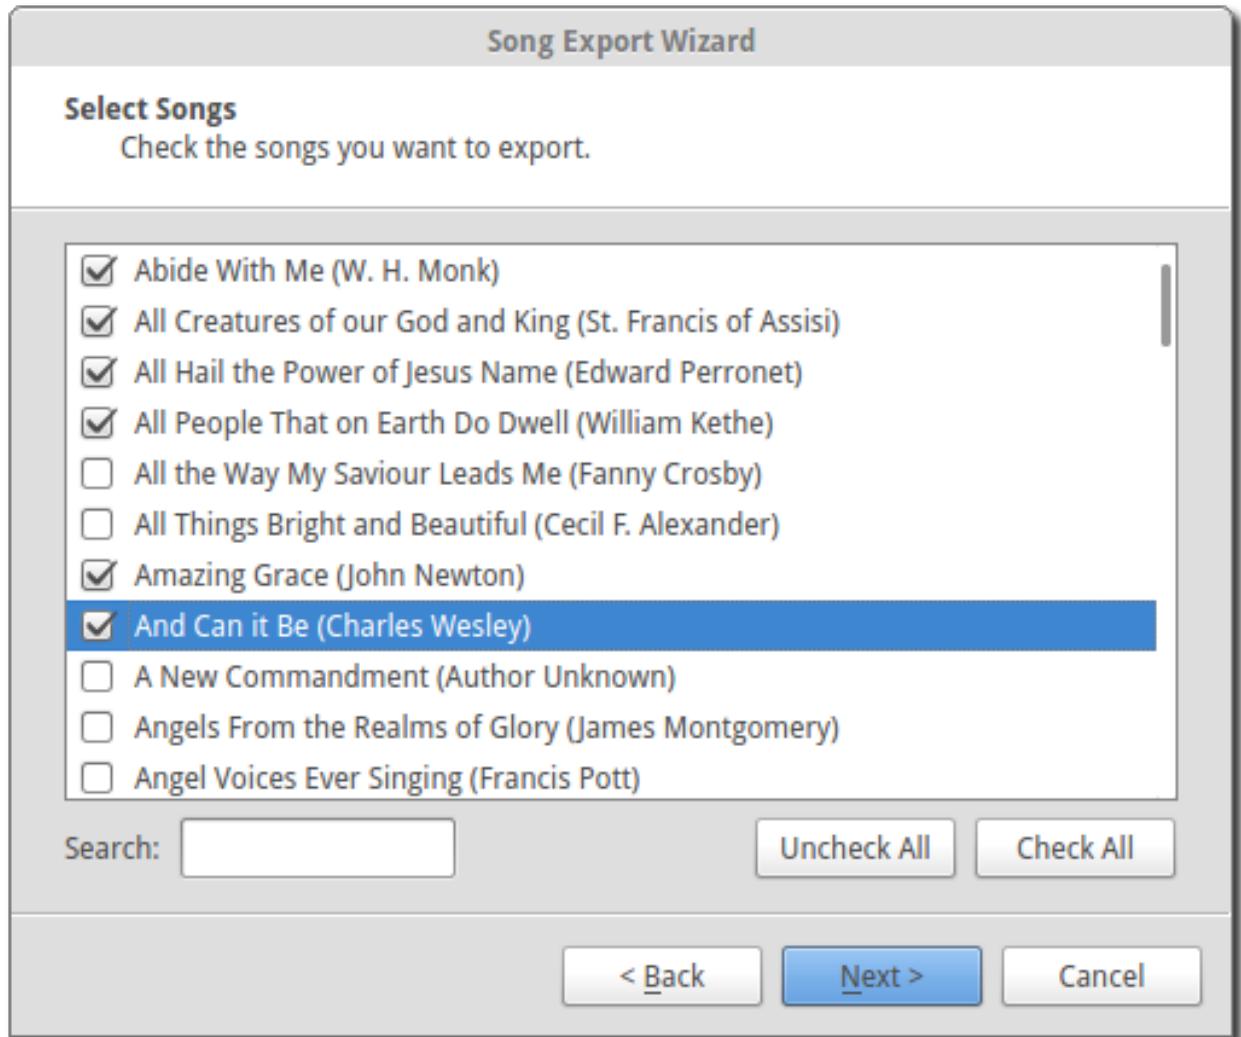 Song Export Wizard
Select Songs
Check the songs you want to export.
Abide With Me (W. H. Monk)
All Creatures of our God and King (St. Francis of Assisi)
All Hail the Power of Jesus Name (Edward Perronet)
All People That on Earth Do Dwell (William Kethe)
All the Way My Saviour Leads Me (Fanny Crosby)
All Things Bright and Beautiful (Cecil F. Alexander)
Amazing Grace (John Newton)
And Can it Be (Charles Wesley)
A New Commandment (Author Unknown)
Angels From the Realms of Glory (James Montgomery)
Angel Voices Ever Singing (Francis Pott)
Search: Uncheck All Check All
< Back Next > Cancel